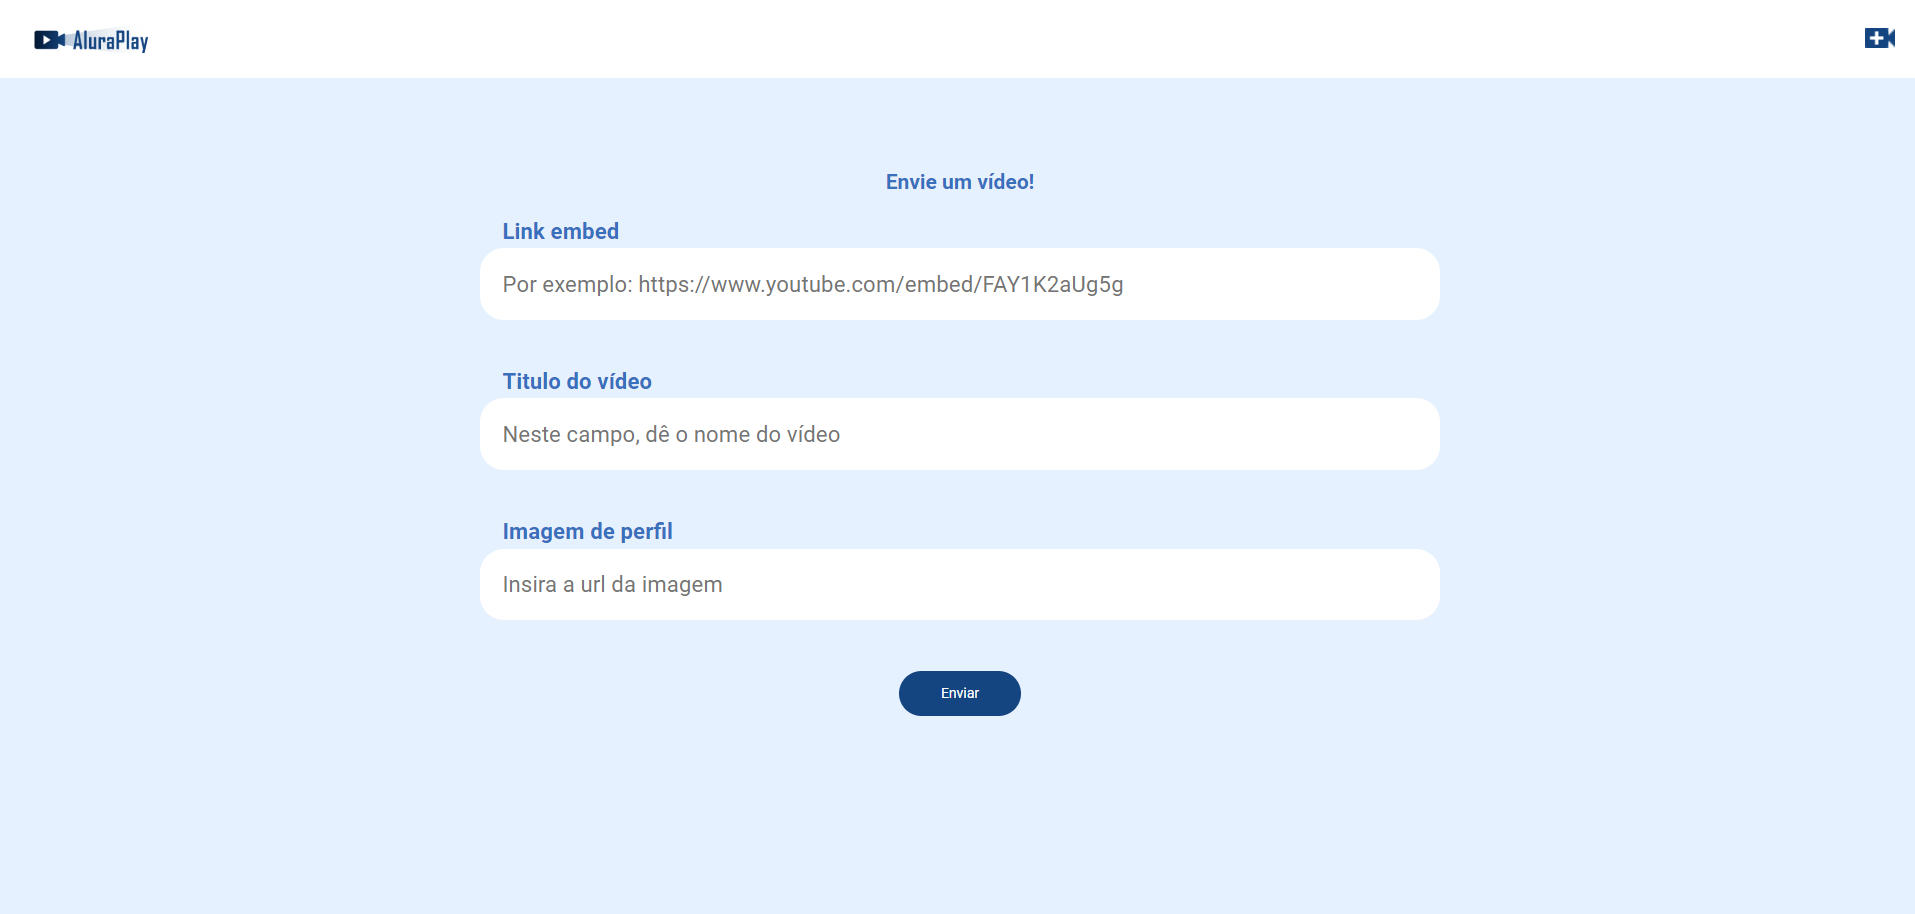 AluraPlay
Envie um vídeo!
Link embed
Por exemplo: https://www.youtube.com/embed/FAY1K2aUg5g
Titulo do vídeo
Neste campo, dê o nome do vídeo
Imagem de perfil
Insira a url da imagem
Enviar